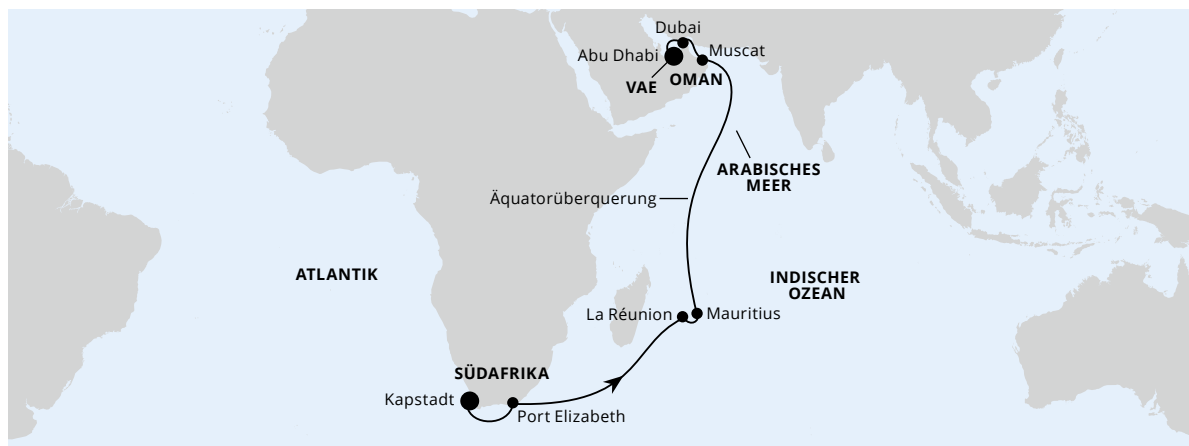 Dubai
Abu Dhabi
Muscat
VAE
OMAN
ARABISCHES
MEER
Äquatorüberquerung
ATLANTIK
INDISCHER
OZEAN
La Réunion
Mauritius
SÜDAFRIKA
Kapstadt
Port Elizabeth